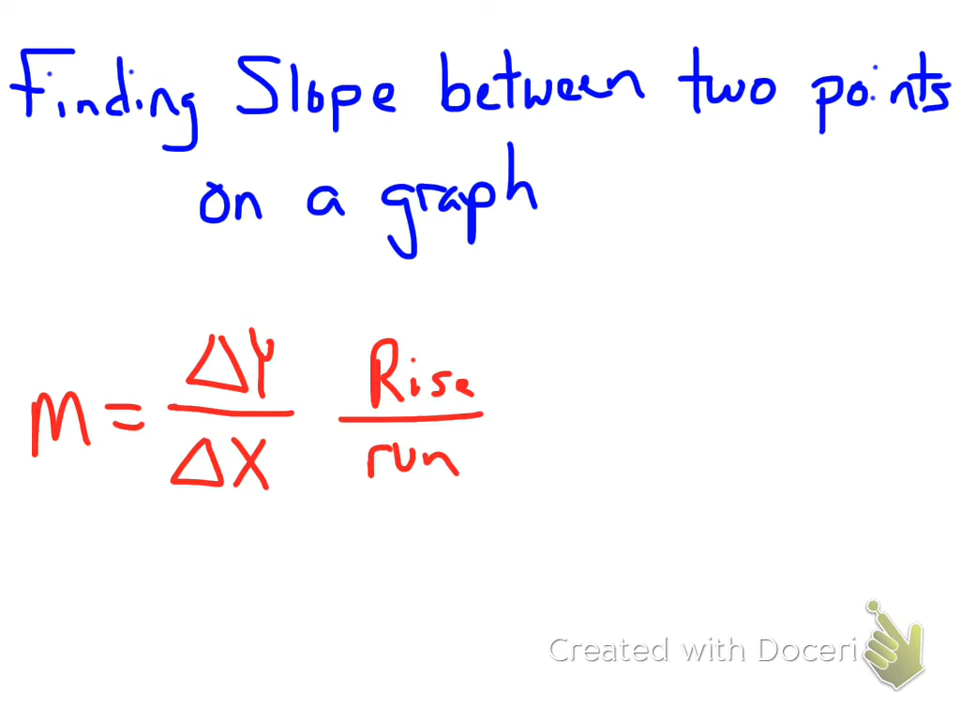 Finding Slope between two points
on a graph
M = ΔY/ΔX Rise/run
Created with Doceri